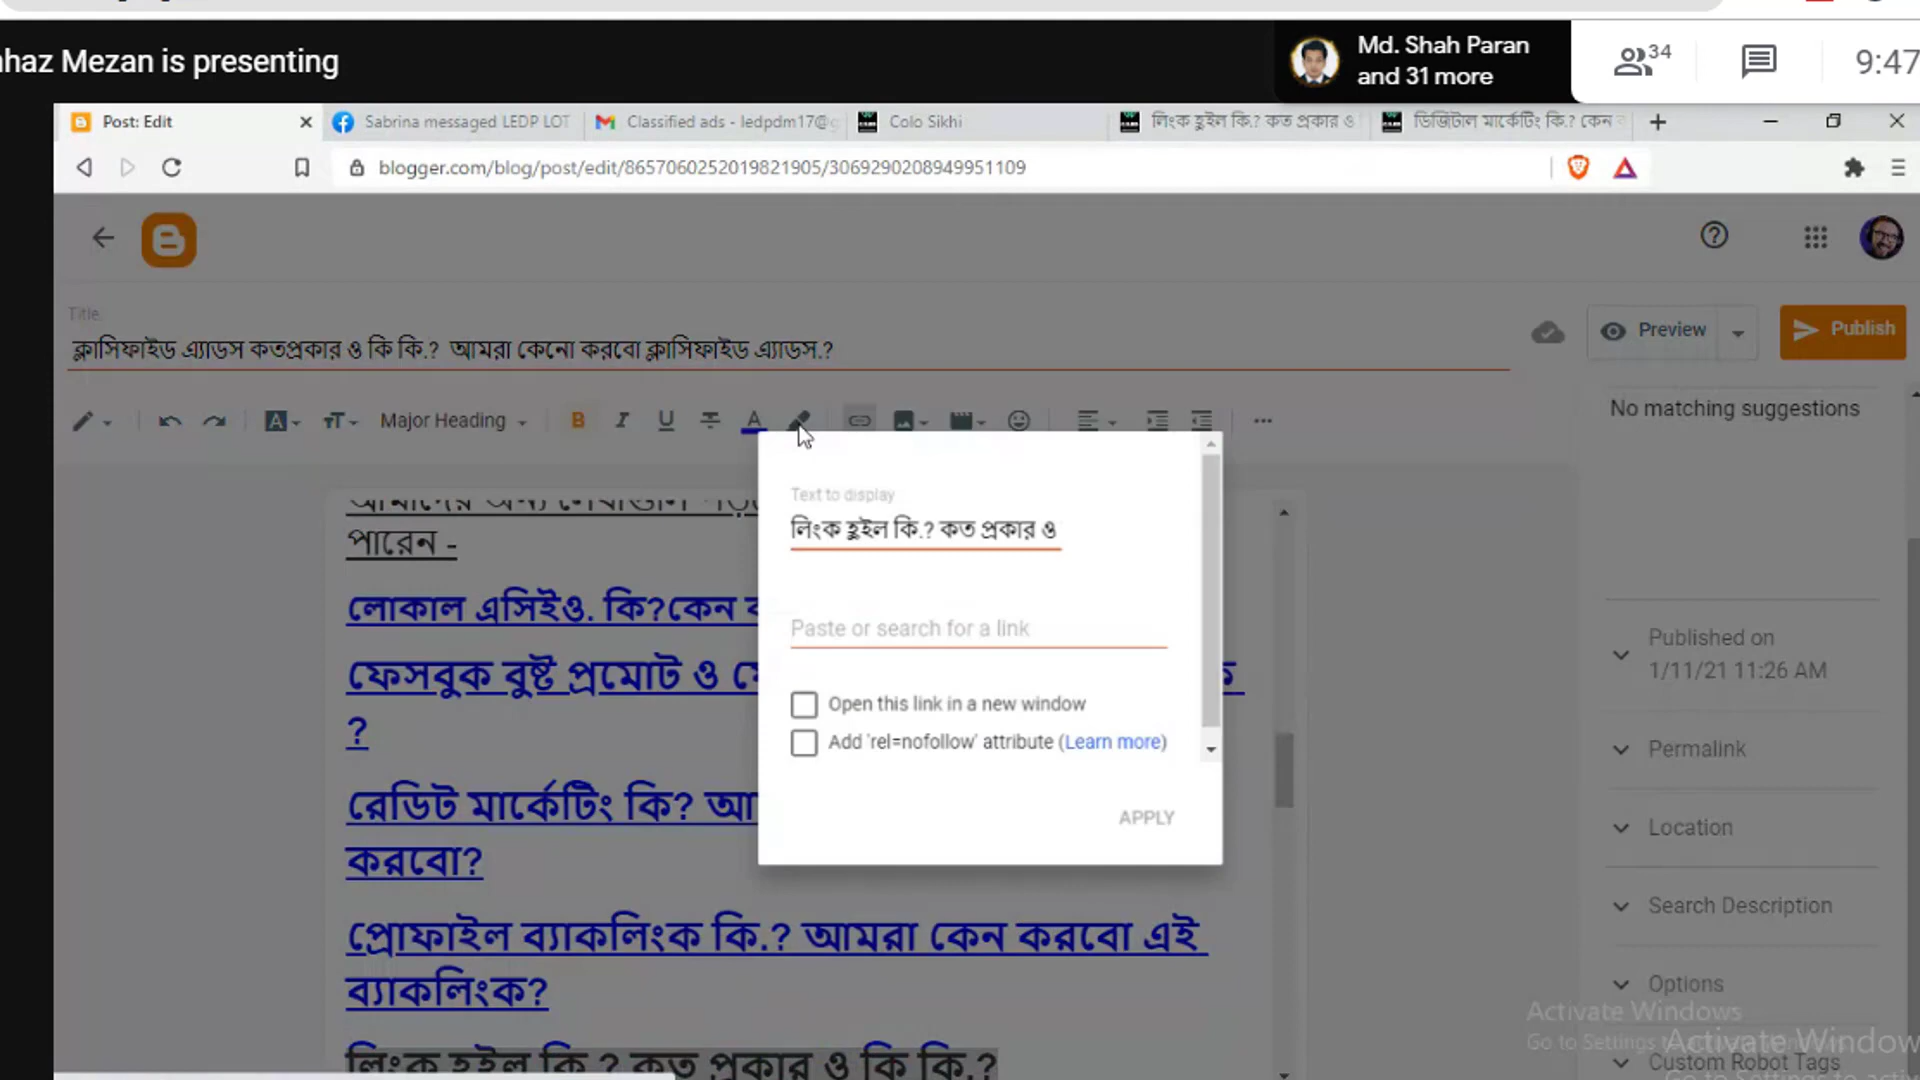 is presenting
Mezan
Md. Shah Paran
and 31 more
34
9:47
Post: Edit
Sabrina messaged LEDP LOT
Classified ads - ledpdm17@g
Colo Sikhi
লিংক হুইল কি.? কত প্রকার ও
ডিজিটাল মার্কেটিং কি.? কেন
blogger.com/blog/post/edit/8657060252019821905/3069290208949951109
Title
ক্লাসিফাইড এ্যাডস কতপ্রকার ও কি কি.? আমরা কেনো করবো ক্লাসিফাইড এ্যাডস.?
Preview
Publish
Major Heading
No matching suggestions
পারেন -
লোকাল এসিইও. কি?কেন
ফেসবুক বুষ্ট প্রমোট ও
?
রেডিট মার্কেটিং কি?
করবো?
প্রোফাইল ব্যাকলিংক কি.? আমরা কেন করবো এই
ব্যাকলিংক?
লিংক হুইল কি.? কত প্রকার ও কি কি.?
Text to display
লিংক হুইল কি.? কত প্রকার ও
Paste or search for a link
Open this link in a new window
Add 'rel=nofollow' attribute (Learn more)
APPLY
Published on
1/11/21 11:26 AM
Permalink
Location
Search Description
Options
Custom Robot Tags
Activate Windows
Go to Settings
Activate Window